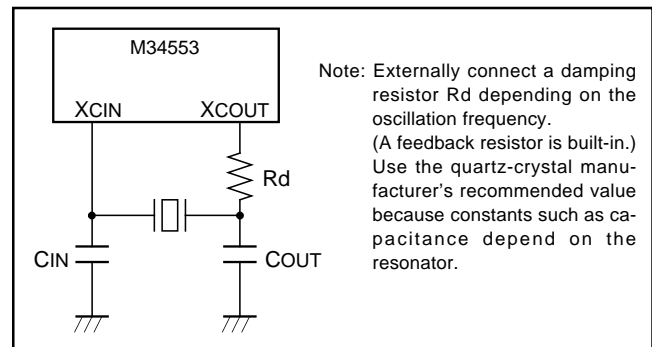 M34553
XCIN
XCOUT
Rd
CIN
COUT
Note: Externally connect a damping
resistor Rd depending on the
oscillation frequency.
(A feedback resistor is built-in.)
Use the quartz-crystal manu-
facturer's recommended value
because constants such as ca-
pacitance depend on the
resonator.